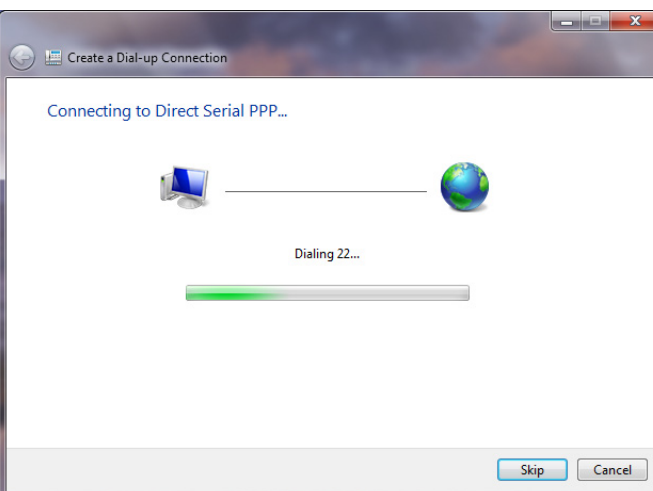 Create a Dial-up Connection
Connecting to Direct Serial PPP...
Dialing 22...
Skip
Cancel